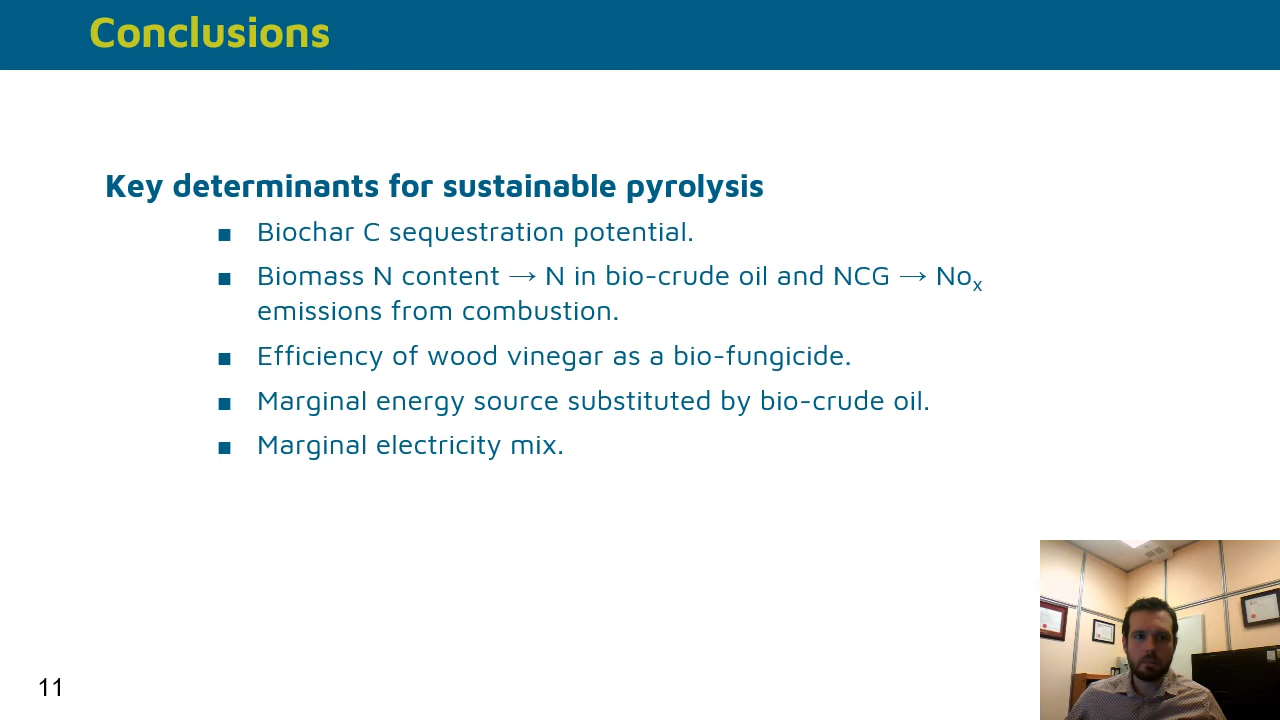 Conclusions
Key determinants for sustainable pyrolysis
▪ Biochar C sequestration potential.
▪ Biomass N content → N in bio-crude oil and NCG → Noₓ
emissions from combustion.
▪ Efficiency of wood vinegar as a bio-fungicide.
▪ Marginal energy source substituted by bio-crude oil.
▪ Marginal electricity mix.
11